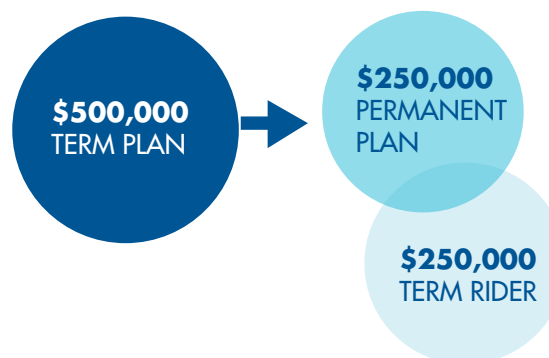 $500,000
TERM PLAN
$250,000
PERMANENT
PLAN
$250,000
TERM RIDER